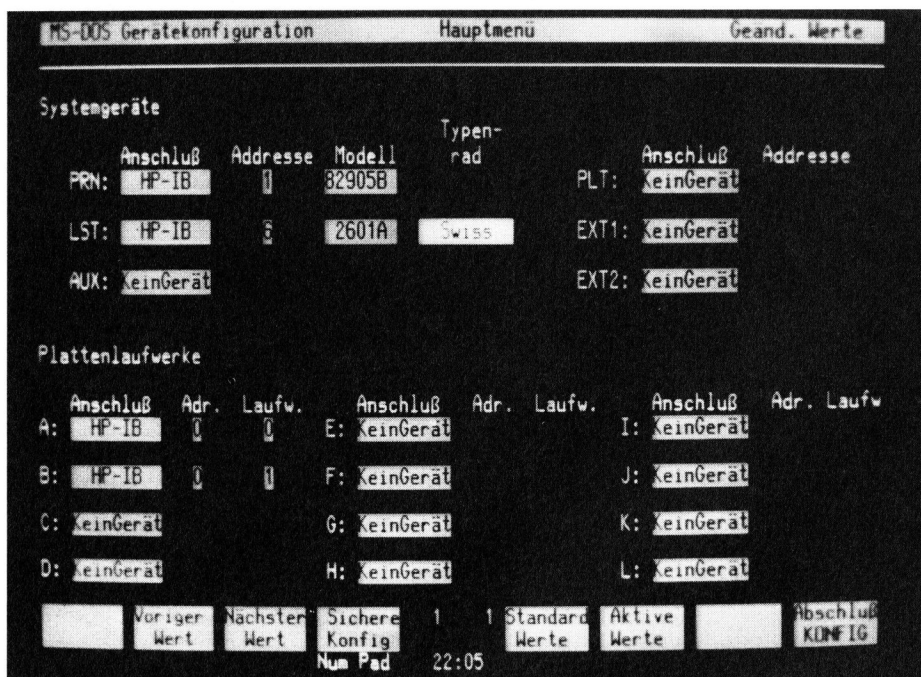 MS-DOS Gerätekonfiguration Hauptmenü Geand. Werte
Systemgeräte
Typen-
Anschluß Addresse Modell rad Anschluß Addresse
PRN: HP-IB 1 82905B PLT: KeinGerät
LST: HP-IB 6 2601A Swiss EXT1: KeinGerät
AUX: KeinGerät EXT2: KeinGerät
Plattenlaufwerke
Anschluß Adr. Laufw. Anschluß Adr. Laufw. Anschluß Adr. Laufw
A: HP-IB 0 0 E: KeinGerät I: KeinGerät
B: HP-IB 0 1 F: KeinGerät J: KeinGerät
C: KeinGerät G: KeinGerät K: KeinGerät
D: KeinGerät H: KeinGerät L: KeinGerät
Voriger Nächster Sichere 1 1 Standard Aktive Abschluß
Wert Wert Konfig Werte Werte KONFIG
Num Pad 22:05